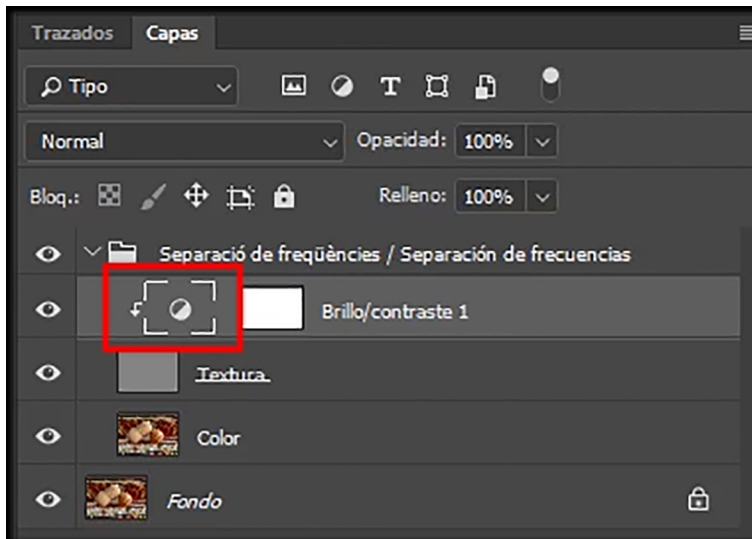 Trazados Capas
Tipo
Normal Opacidad: 100%
Bloq.: Relleno: 100%
Separació de freqüències / Separación de frecuencias
Brillo/contraste 1
Textura
Color
Fondo